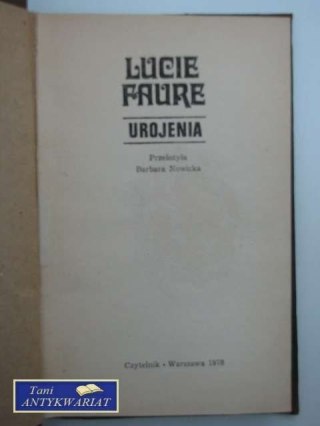 LUCIE
FAURE
UROJENIA
Przełożyła
Barbara Nowicka
Czytelnik • Warszawa 1978
Tani
ANTYKWARIAT